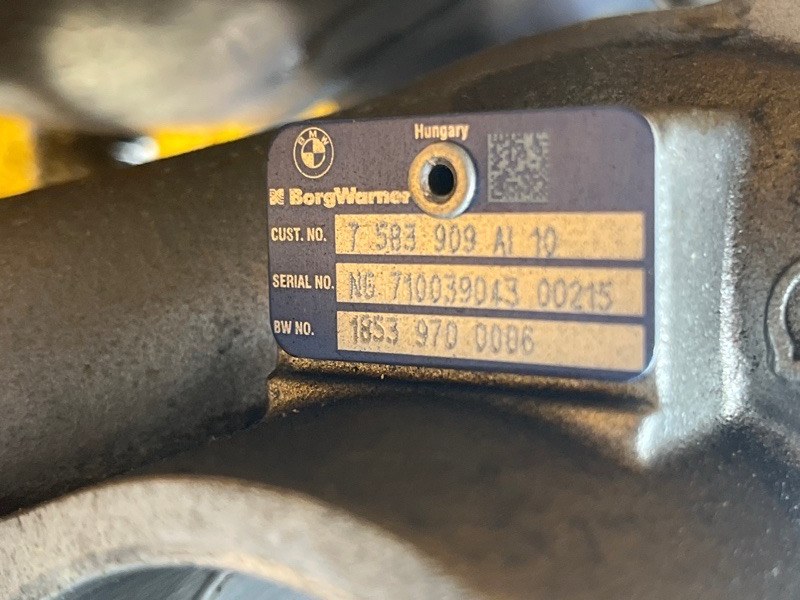 BMW
Hungary
BorgWarner
CUST. NO. 7 583 909 AI 10
SERIAL NO. NG 710039043 00215
BW NO. 1853 970 0006